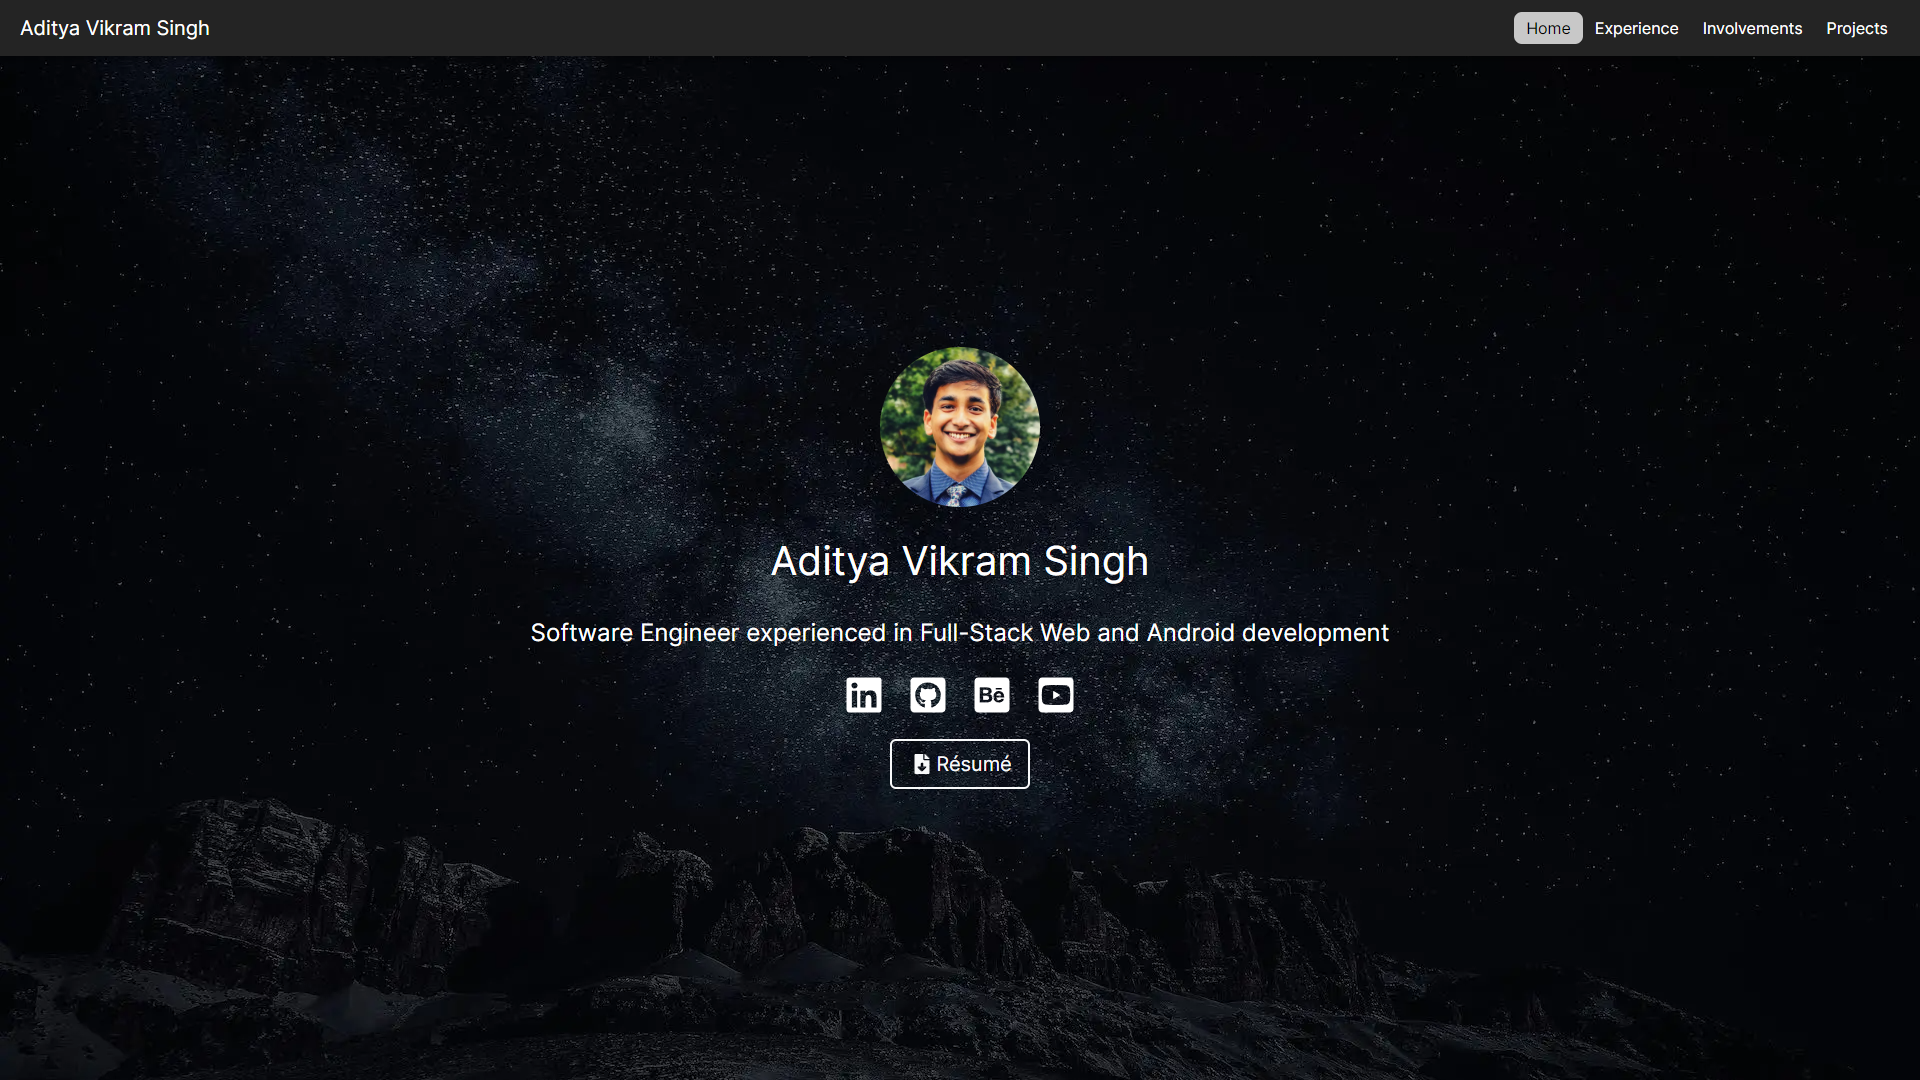 Aditya Vikram Singh
Home Experience Involvements Projects
Aditya Vikram Singh
Software Engineer experienced in Full-Stack Web and Android development
in Bē
Résumé